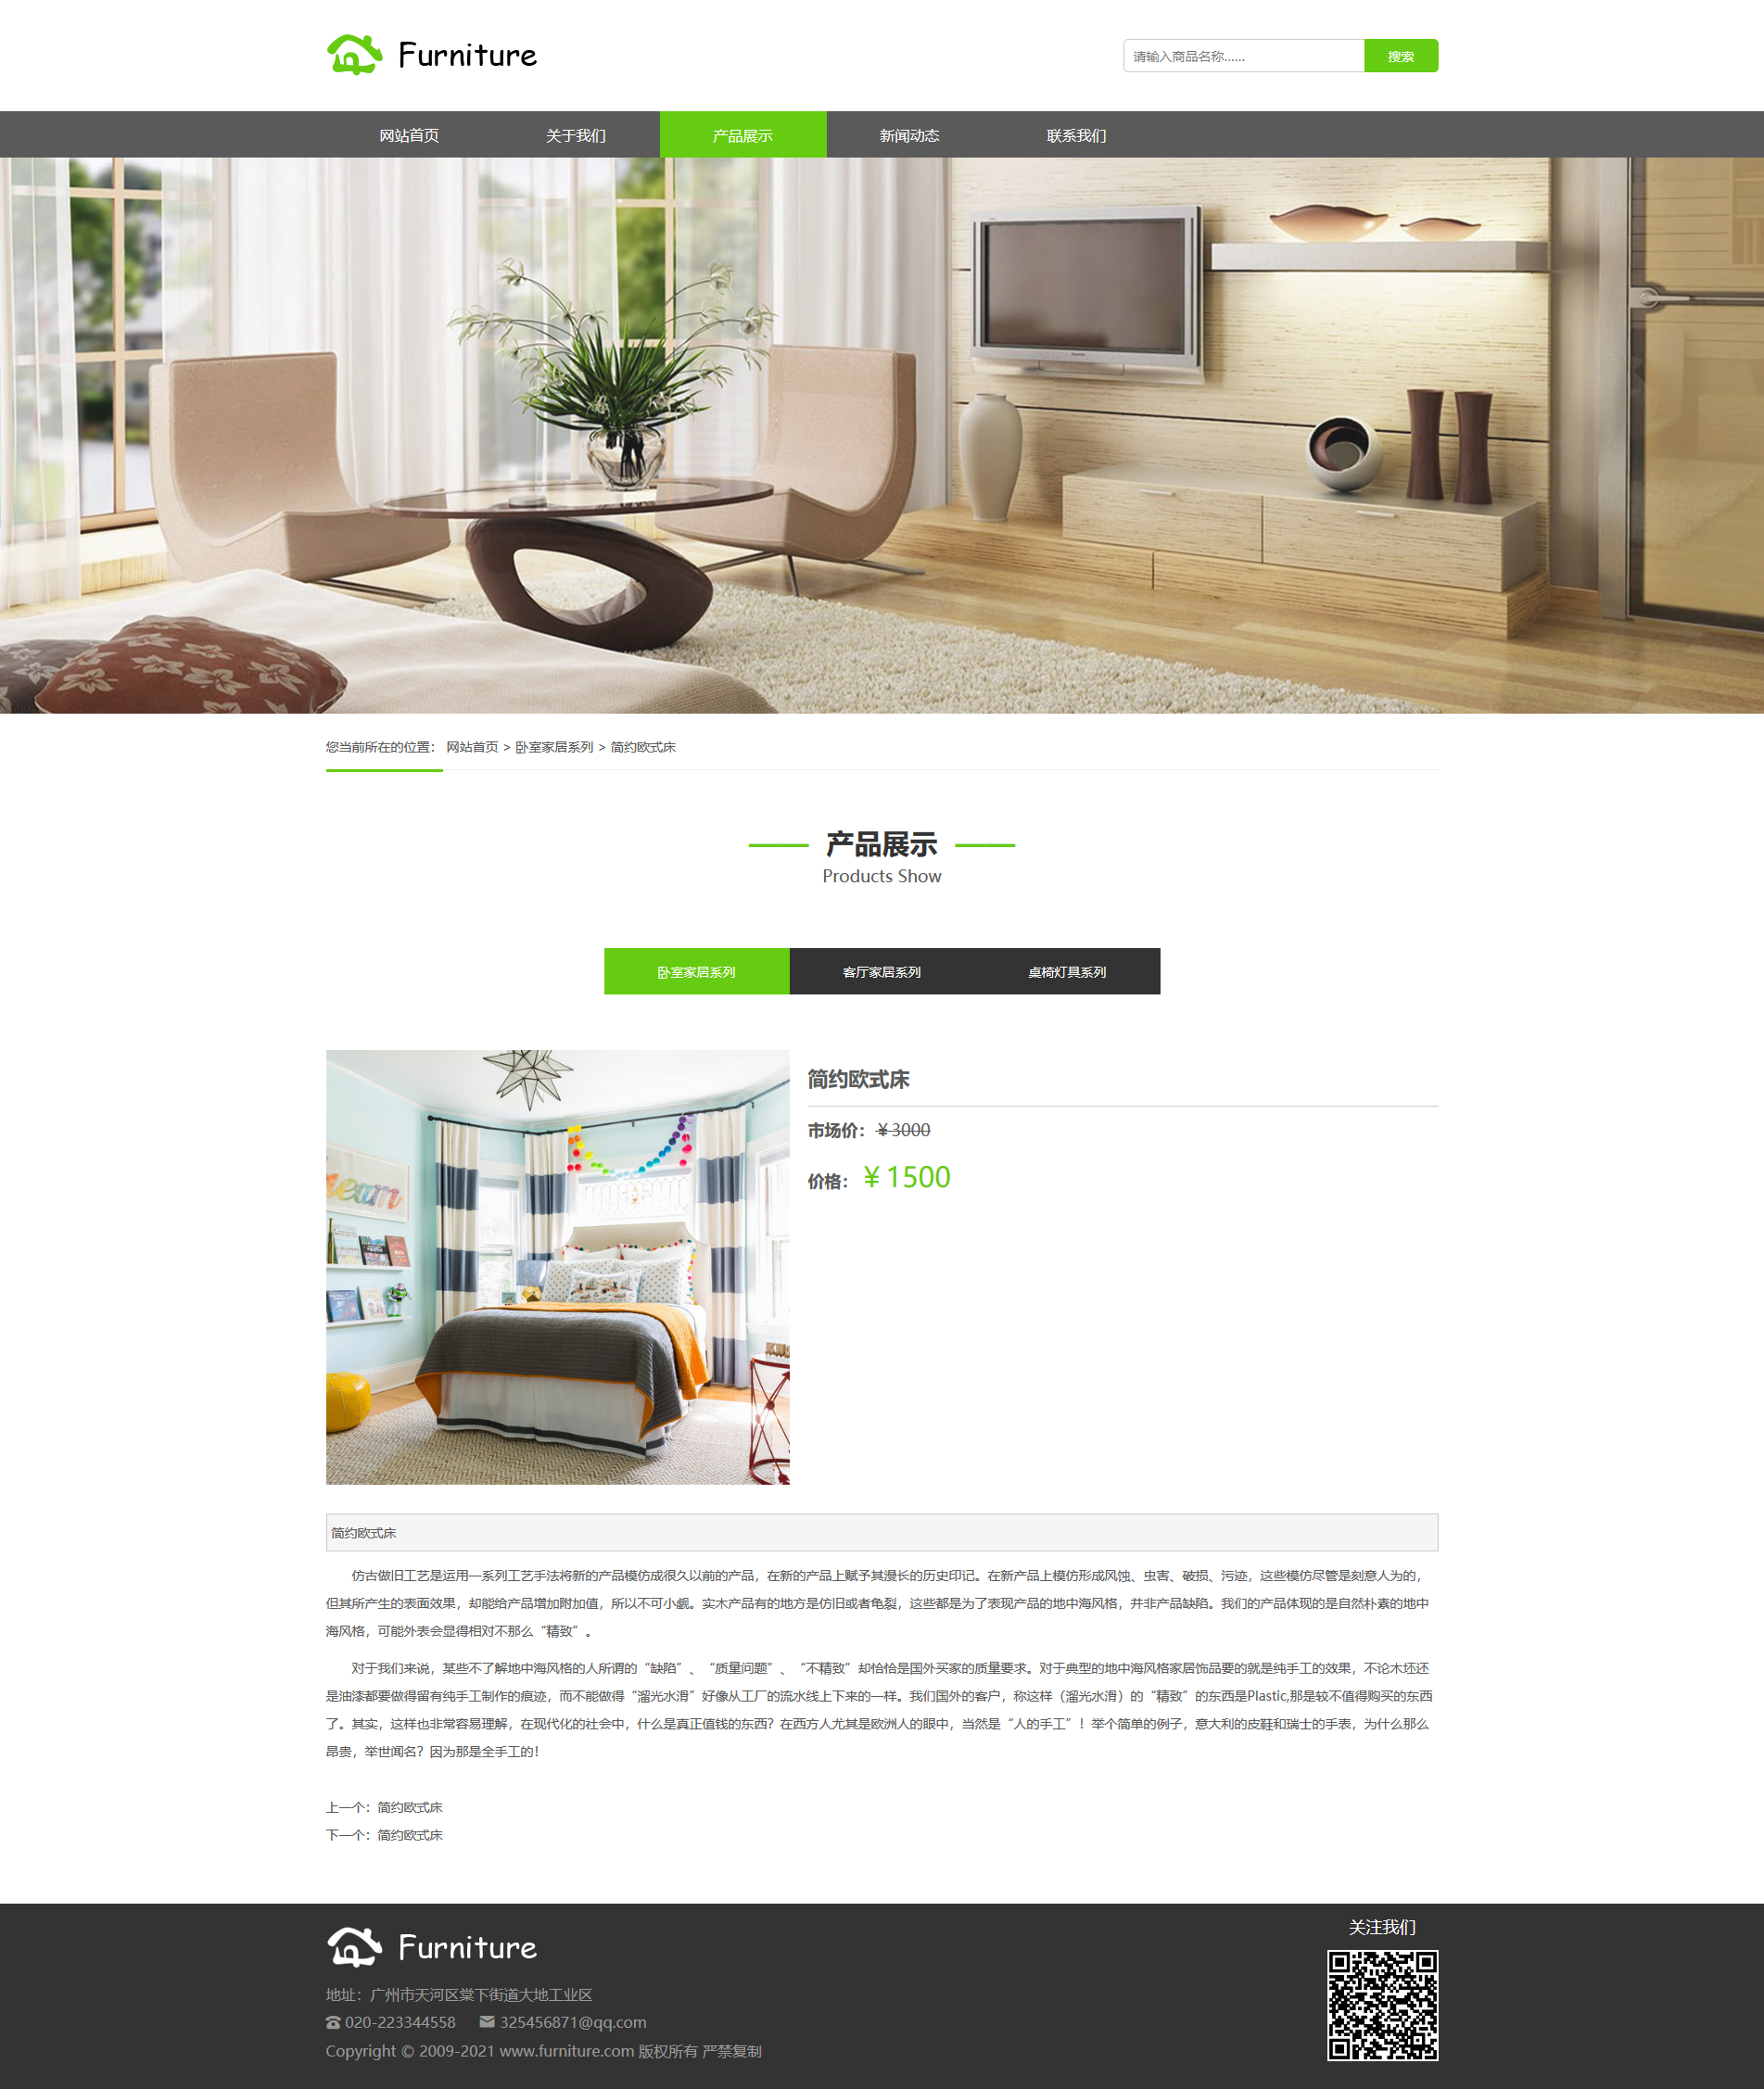 Furniture
请输入商品名称......
搜索
网站首页
关于我们
产品展示
新闻动态
联系我们
您当前所在的位置： 网站首页 > 卧室家居系列 > 简约欧式床
产品展示
Products Show
卧室家居系列
客厅家居系列
桌椅灯具系列
简约欧式床
市场价：￥3000
价格：￥1500
简约欧式床
仿古做旧工艺是运用一系列工艺手法将新的产品模仿成很久以前的产品，在新的产品上赋予其漫长的历史印记。在新产品上模仿形成风蚀、虫害、破损、污迹，这些模仿尽管是刻意人为的，
但其所产生的表面效果，却能给产品增加附加值，所以不可小觑。实木产品有的地方是仿旧或者龟裂，这些都是为了表现产品的地中海风格，并非产品缺陷。我们的产品体现的是自然朴素的地中
海风格，可能外表会显得相对不那么“精致”。
对于我们来说，某些不了解地中海风格的人所谓的“缺陷”、“质量问题”、“不精致”却恰恰是国外买家的质量要求。对于典型的地中海风格家居饰品要的就是纯手工的效果，不论木坯还
是油漆都要做得留有纯手工制作的痕迹，而不能做得“溜光水滑”好像从工厂的流水线上下来的一样。我们国外的客户，称这样（溜光水滑）的“精致”的东西是Plastic,那是较不值得购买的东西
了。其实，这样也非常容易理解，在现代化的社会中，什么是真正值钱的东西？在西方人尤其是欧洲人的眼中，当然是“人的手工”！举个简单的例子，意大利的皮鞋和瑞士的手表，为什么那么
昂贵，举世闻名？因为那是全手工的！
上一个：简约欧式床
下一个：简约欧式床
Furniture
关注我们
地址：广州市天河区棠下街道大地工业区
020-223344558 325456871@qq.com
Copyright © 2009-2021 www.furniture.com 版权所有 严禁复制